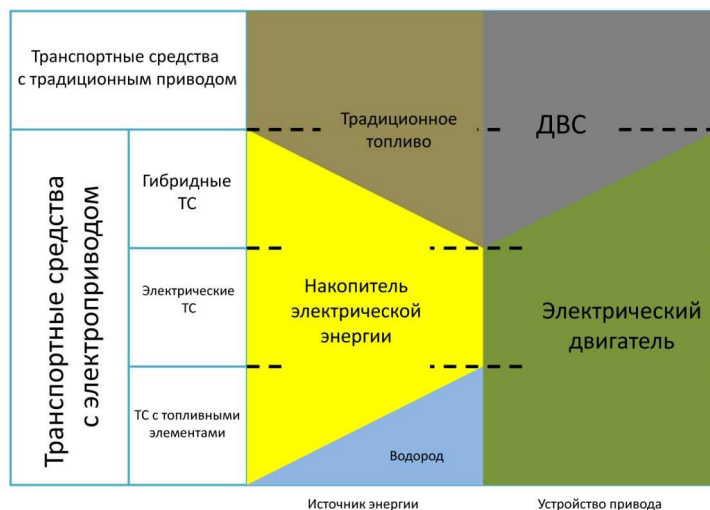 Транспортные средства
с традиционным приводом
Традиционное
топливо
ДВС
Транспортные средства
с электроприводом
Гибридные
ТС
Электрические
ТС
Накопитель
электрической
энергии
Электрический
двигатель
ТС с топливными
элементами
Водород
Источник энергии
Устройство привода